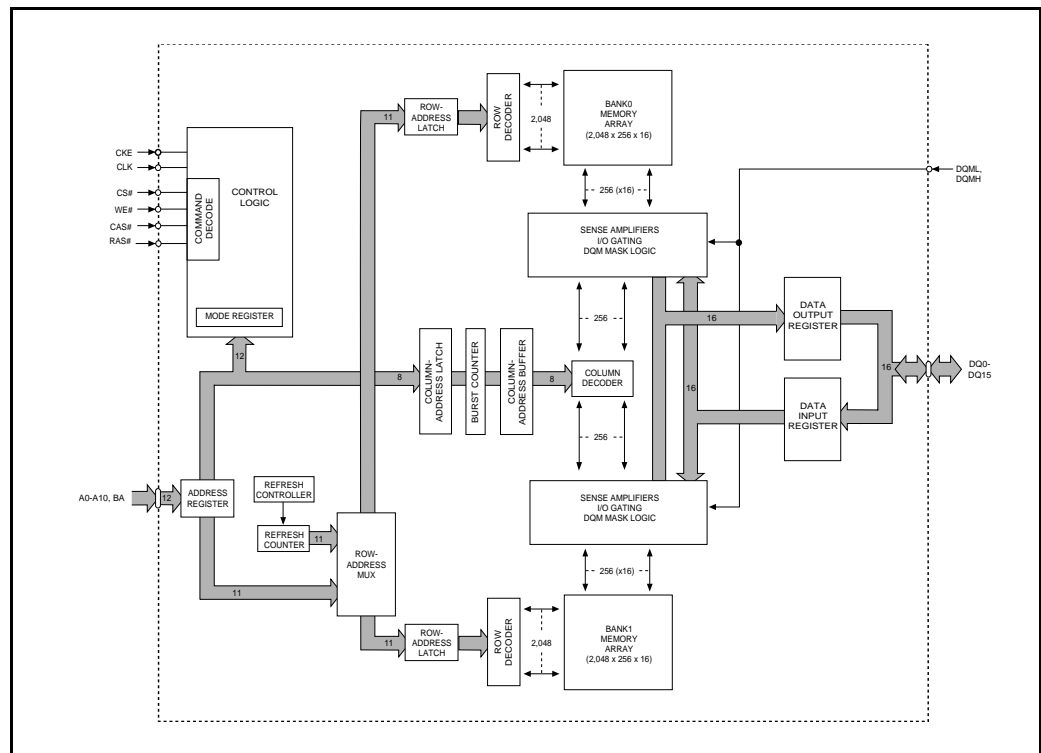 ROW-
ADDRESS
LATCH
11
ROW
DECODER
2,048
BANK0
MEMORY
ARRAY
(2,048 x 256 x 16)
CKE
CLK
CS#
WE#
CAS#
RAS#
COMMAND
DECODE
CONTROL
LOGIC
MODE REGISTER
12
256 (x16)
DQML,
DQMH
SENSE AMPLIFIERS
I/O GATING
DQM MASK LOGIC
256
16
DATA
OUTPUT
REGISTER
8
COLUMN-
ADDRESS LATCH
BURST COUNTER
COLUMN-
ADDRESS BUFFER
8
COLUMN
DECODER
16
16
DQ0-
DQ15
DATA
INPUT
REGISTER
256
A0-A10, BA
12
ADDRESS
REGISTER
REFRESH
CONTROLLER
REFRESH
COUNTER
11
ROW-
ADDRESS
MUX
11
SENSE AMPLIFIERS
I/O GATING
DQM MASK LOGIC
256 (x16)
11
ROW-
ADDRESS
LATCH
ROW
DECODER
2,048
BANK1
MEMORY
ARRAY
(2,048 x 256 x 16)